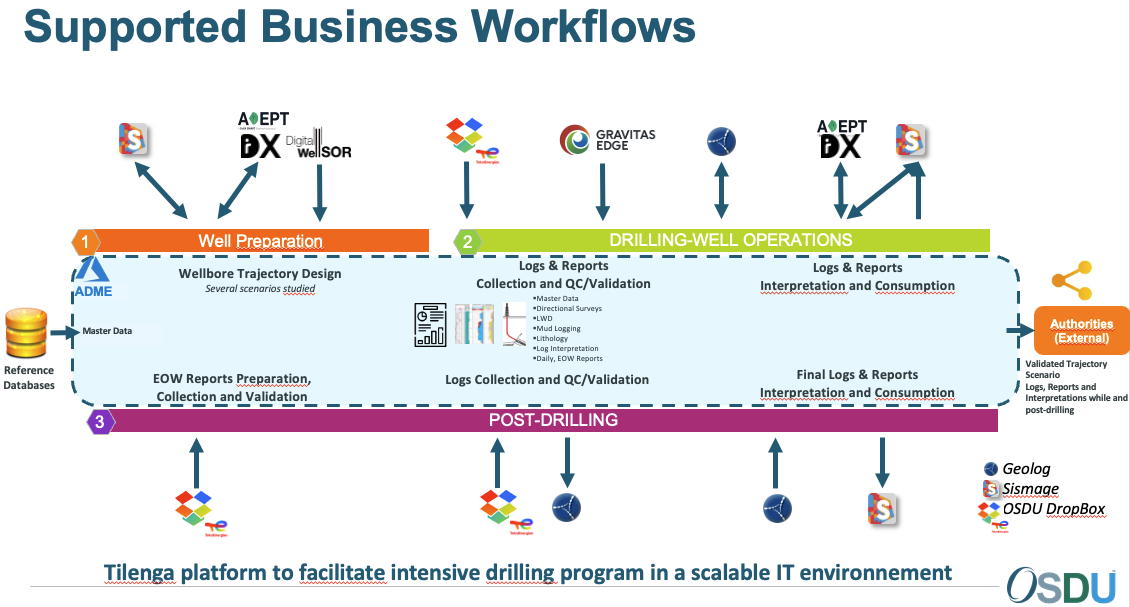 Supported Business Workflows
S
A EPT
DX
Digital
WellSOR
TotalEnergies
GRAVITAS
EDGE
A EPT
DX
S
1
Well Preparation
2
DRILLING-WELL OPERATIONS
ADME
Wellbore Trajectory Design
Several scenarios studied
Logs & Reports
Collection and QC/Validation
▪Master Data
▪Directional Surveys
▪LWD
▪Mud Logging
▪Lithology
▪Log Interpretation
▪Daily, EOW Reports
Logs & Reports
Interpretation and Consumption
Master Data
Reference
Databases
Authorities
(External)
Validated Trajectory
Scenario
Logs, Reports and
Interpretations while and
post-drilling
EOW Reports Preparation,
Collection and Validation
Logs Collection and QC/Validation
Final Logs & Reports
Interpretation and Consumption
3
POST-DRILLING
TotalEnergies
TotalEnergies
S
Geolog
S
Sismage
OSDU DropBox
Tilenga platform to facilitate intensive drilling program in a scalable IT environnement
OSDU